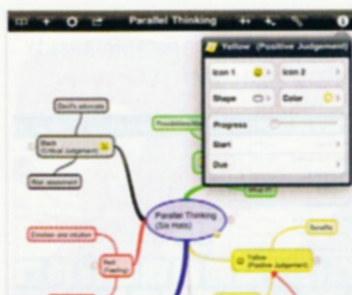 Parallel Thinking
Yellow (Positive Judgement)
Icon 1
Icon 2
Shape
Color
Progress
Start
Due
Devil's advocate
Black
(Critical Judgement)
Risk assessment
Parallel Thinking
(Six Hats)
Emotion and intuition
Red
(Feeling)
Benefits
Yellow
(Positive Judgement)